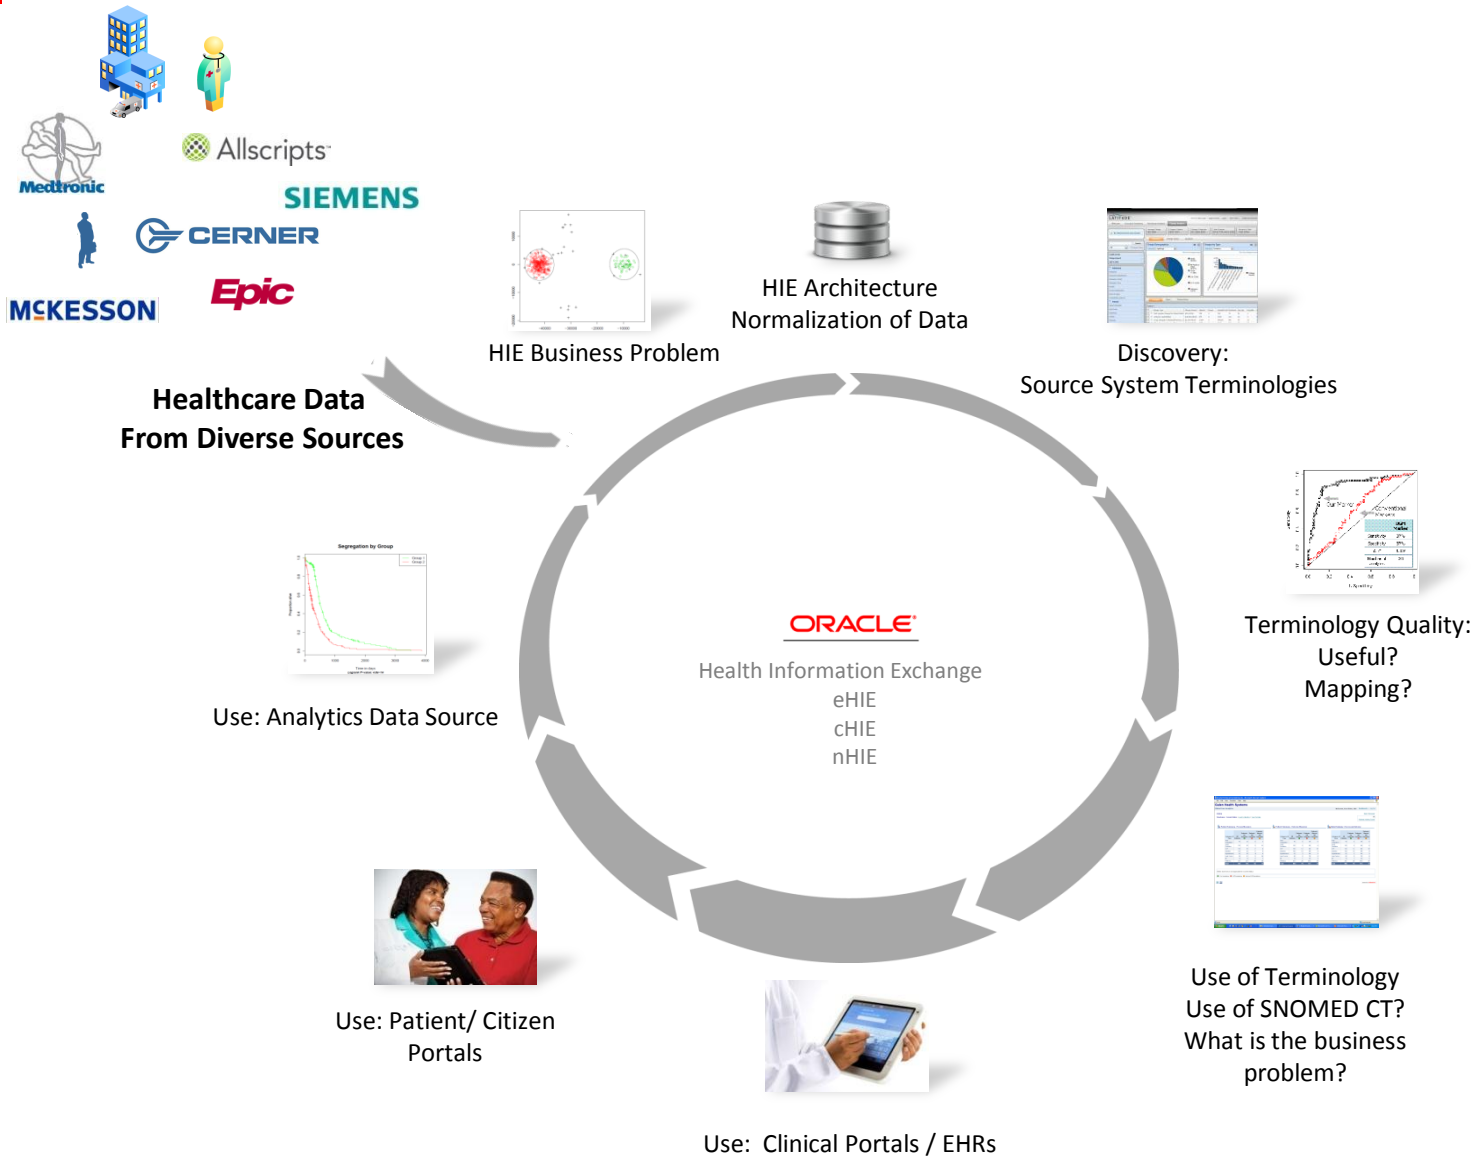 Allscripts
Medtronic
SIEMENS
CERNER
Epic
MCKESSON
HIE Architecture
Normalization of Data
HIE Business Problem
Discovery:
Source System Terminologies
Healthcare Data
From Diverse Sources
Our Marker
Conventional
Segregation by Group
ORACLE
Health Information Exchange
eHIE
cHIE
nHIE
Terminology Quality:
Useful?
Mapping?
Use: Analytics Data Source
Use of Terminology
Use of SNOMED CT?
What is the business
problem?
Use: Patient/ Citizen
Portals
Use: Clinical Portals / EHRs